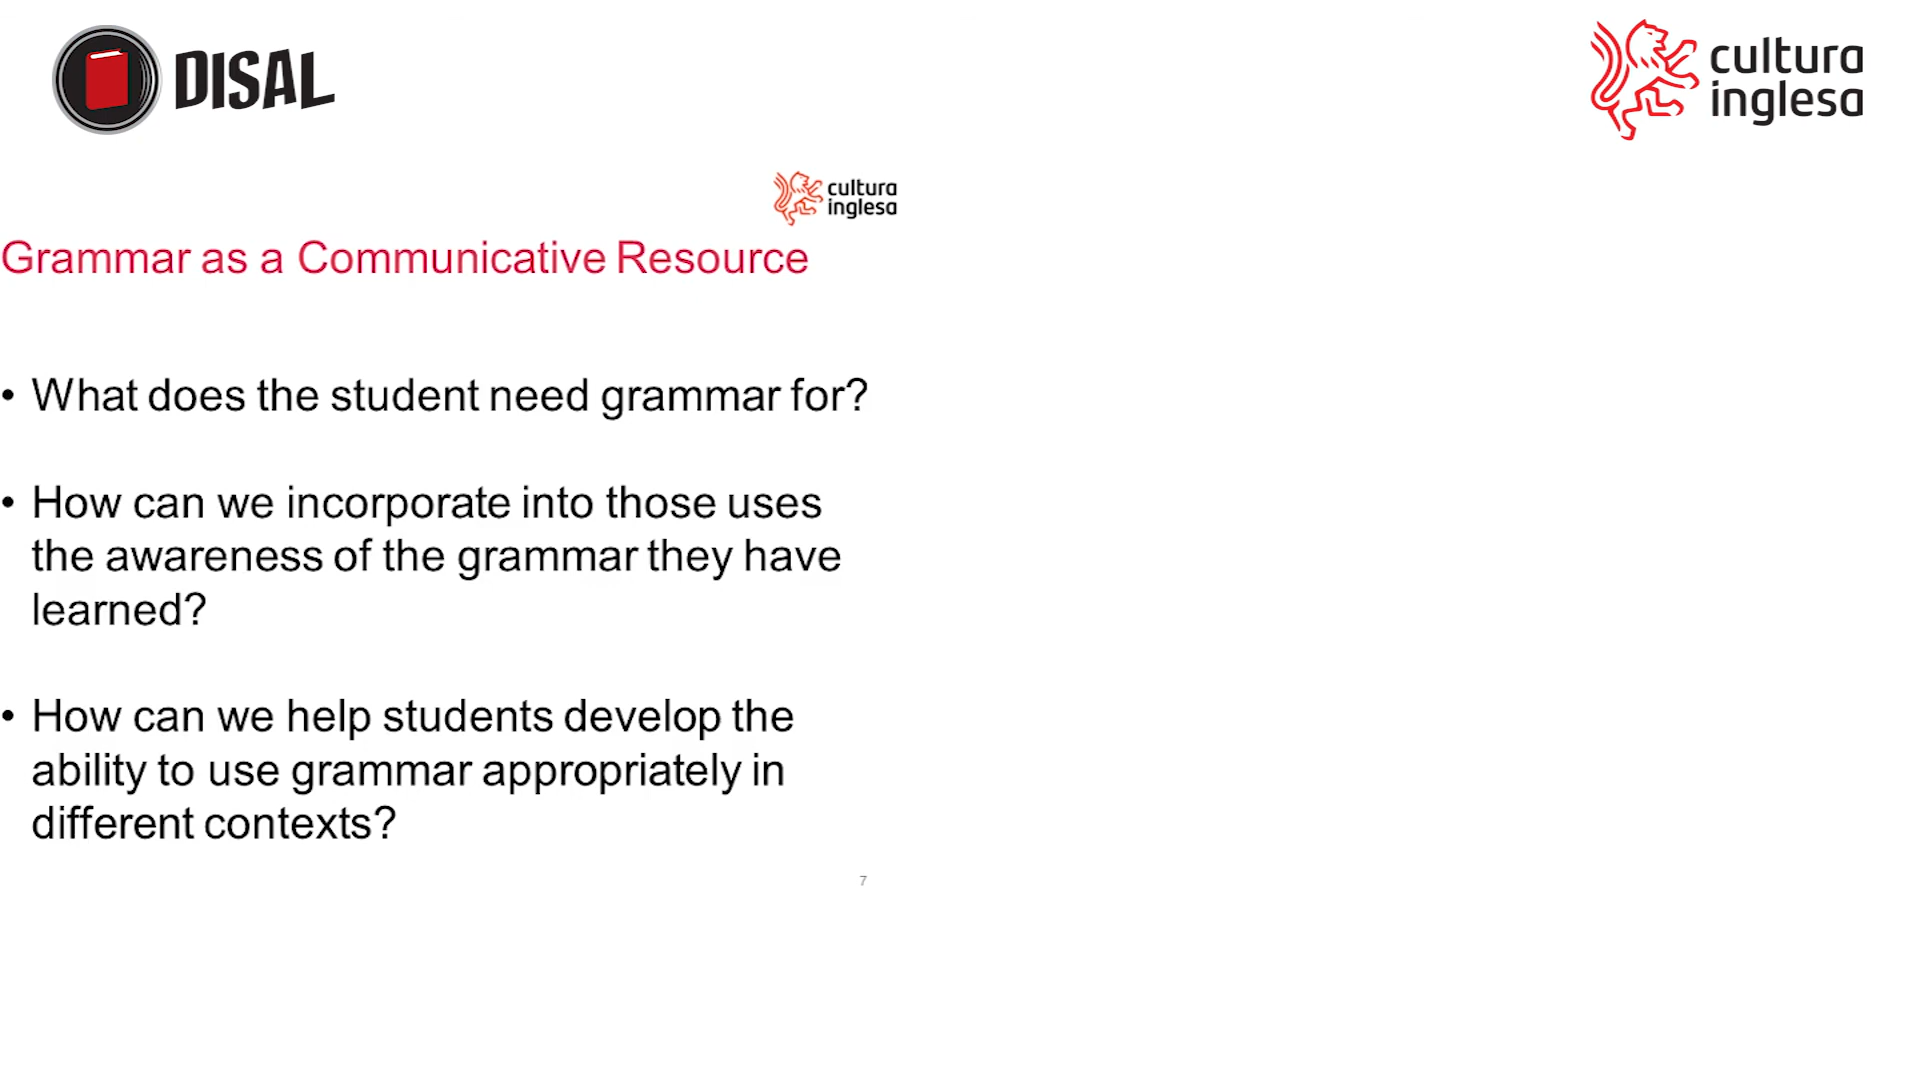 DISAL
cultura
inglesa
cultura
inglesa
Grammar as a Communicative Resource
• What does the student need grammar for?
• How can we incorporate into those uses
the awareness of the grammar they have
learned?
• How can we help students develop the
ability to use grammar appropriately in
different contexts?
7